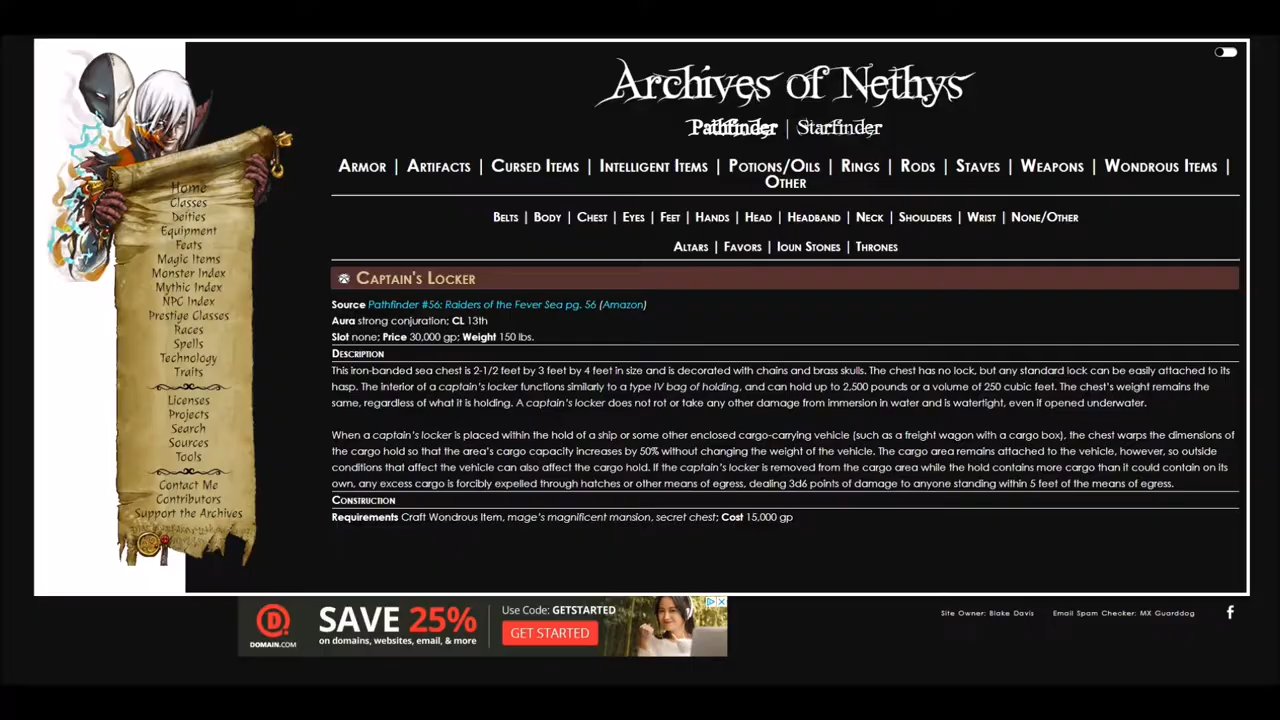 Archives of Nethys
Pathfinder | Starfinder
Armor | Artifacts | Cursed Items | Intelligent Items | Potions/Oils | Rings | Rods | Staves | Weapons | Wondrous Items |
Other
Belts | Body | Chest | Eyes | Feet | Hands | Head | Headband | Neck | Shoulders | Wrist | None/Other
Altars | Favors | Ioun Stones | Thrones
Home
Classes
Deities
Equipment
Feats
Magic Items
Monster Index
Mythic Index
NPC Index
Prestige Classes
Races
Spells
Technology
Traits
Licenses
Projects
Search
Sources
Tools
Contact Me
Contributors
Support the Archives
Captain's Locker
Source Pathfinder #56: Raiders of the Fever Sea pg. 56 (Amazon)
Aura strong conjuration; CL 13th
Slot none; Price 30,000 gp; Weight 150 lbs.
Description
This iron-banded sea chest is 2-1/2 feet by 3 feet by 4 feet in size and is decorated with chains and brass skulls. The chest has no lock, but any standard lock can be easily attached to its
hasp. The interior of a captain's locker functions similarly to a type IV bag of holding, and can hold up to 2,500 pounds or a volume of 250 cubic feet. The chest's weight remains the
same, regardless of what it is holding. A captain's locker does not rot or take any other damage from immersion in water and is watertight, even if opened underwater.
When a captain's locker is placed within the hold of a ship or some other enclosed cargo-carrying vehicle (such as a freight wagon with a cargo box), the chest warps the dimensions of
the cargo hold so that the area's cargo capacity increases by 50% without changing the weight of the vehicle. The cargo area remains attached to the vehicle, however, so outside
conditions that affect the vehicle can also affect the cargo hold. If the captain's locker is removed from the cargo area while the hold contains more cargo than it could contain on its
own, any excess cargo is forcibly expelled through hatches or other means of egress, dealing 3d6 points of damage to anyone standing within 5 feet of the means of egress.
Construction
Requirements Craft Wondrous Item, mage's magnificent mansion, secret chest; Cost 15,000 gp
D
DOMAIN.COM
SAVE 25%
on domains, websites, email, & more
Use Code: GETSTARTED
GET STARTED
Site Owner: Blake Davis Email Spam Checker: MX Guarddog